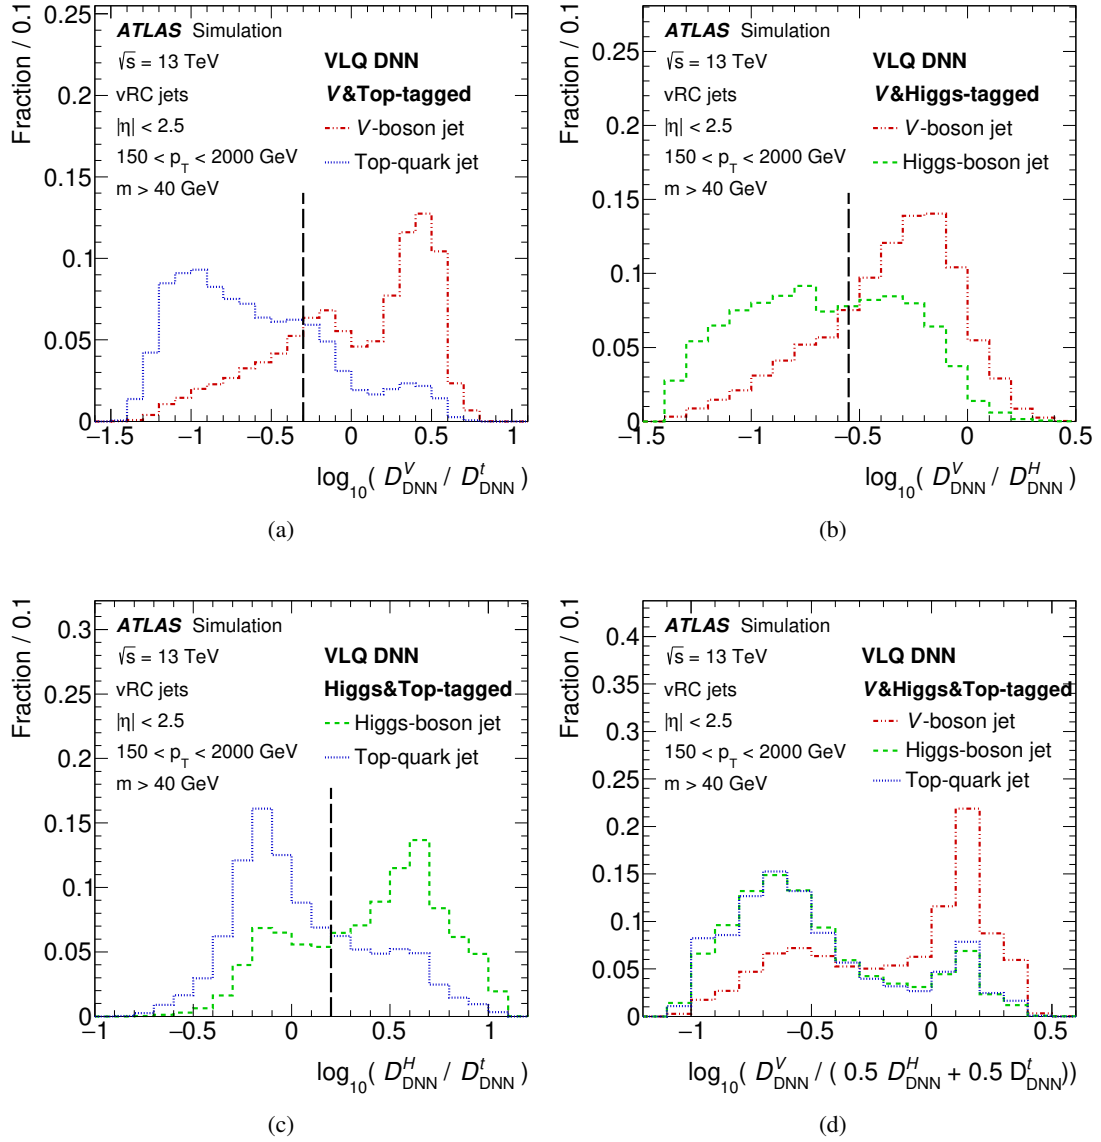 Fraction / 0.1
ATLAS Simulation
√s = 13 TeV
vRC jets
|η| < 2.5
150 < p_T < 2000 GeV
m > 40 GeV
VLQ DNN
V&Top-tagged
V-boson jet
Top-quark jet
0.25
0.2
0.15
0.1
0.05
0
−1.5 −1 −0.5 0 0.5 1
log₁₀( D^V_DNN / D^t_DNN )
(a)
Fraction / 0.1
ATLAS Simulation
√s = 13 TeV
vRC jets
|η| < 2.5
150 < p_T < 2000 GeV
m > 40 GeV
VLQ DNN
V&Higgs-tagged
V-boson jet
Higgs-boson jet
0.25
0.2
0.15
0.1
0.05
0
−1.5 −1 −0.5 0 0.5
log₁₀( D^V_DNN / D^H_DNN )
(b)
Fraction / 0.1
ATLAS Simulation
√s = 13 TeV
vRC jets
|η| < 2.5
150 < p_T < 2000 GeV
m > 40 GeV
VLQ DNN
Higgs&Top-tagged
Higgs-boson jet
Top-quark jet
0.3
0.25
0.2
0.15
0.1
0.05
0
−1 −0.5 0 0.5 1
log₁₀( D^H_DNN / D^t_DNN )
(c)
Fraction / 0.1
ATLAS Simulation
√s = 13 TeV
vRC jets
|η| < 2.5
150 < p_T < 2000 GeV
m > 40 GeV
VLQ DNN
V&Higgs&Top-tagged
V-boson jet
Higgs-boson jet
Top-quark jet
0.4
0.35
0.3
0.25
0.2
0.15
0.1
0.05
0
−1 −0.5 0 0.5
log₁₀( D^V_DNN / ( 0.5 D^H_DNN + 0.5 D^t_DNN))
(d)